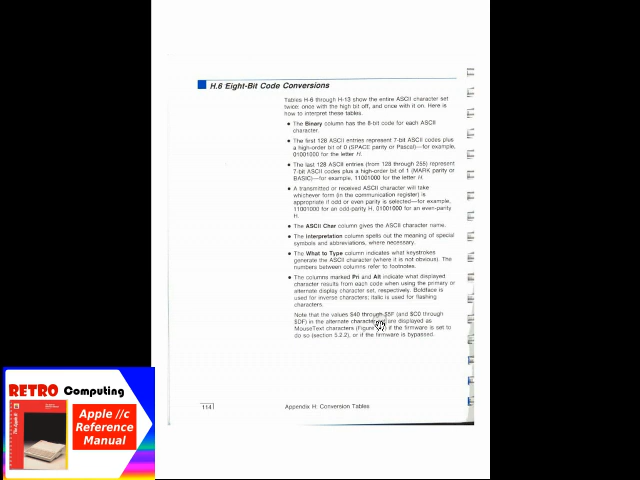 H.6 Eight-Bit Code Conversions
Tables H-6 through H-13 show the entire ASCII character set
twice: once with the high bit off, and once with it on. Here is
how to interpret these tables.
• The Binary column has the 8-bit code for each ASCII
character.
• The first 128 ASCII entries represent 7-bit ASCII codes plus
a high-order bit of 0 (SPACE parity or Pascal)—for example,
01001000 for the letter H.
• The last 128 ASCII entries (from 128 through 255) represent
7-bit ASCII codes plus a high-order bit of 1 (MARK parity or
BASIC)—for example, 11001000 for the letter H.
• A transmitted or received ASCII character will take
whichever form (in the communication register) is
appropriate if odd or even parity is selected—for example,
11001000 for an odd-parity H, 01001000 for an even-parity
H.
• The ASCII Char column gives the ASCII character name.
• The Interpretation column spells out the meaning of special
symbols and abbreviations, where necessary.
• The What to Type column indicates what keystrokes
generate the ASCII character (where it is not obvious). The
numbers between columns refer to footnotes.
• The columns marked Pri and Alt indicate what displayed
character results from each code when using the primary or
alternate display character set, respectively. Boldface is
used for inverse characters; italic is used for flashing
characters.
Note that the values $40 through $5F (and $C0 through
$DF) in the alternate character set are displayed as
MouseText characters (Figure if the firmware is set to
do so (section 5.2.2), or if the firmware is bypassed.
114
Appendix H: Conversion Tables
RETRO Computing
Apple //c
Reference
Manual